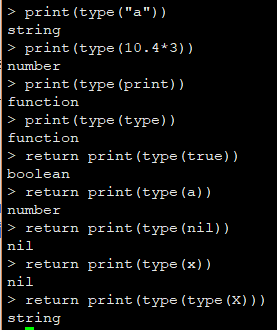 > print(type("a"))
string
> print(type(10.4*3))
number
> print(type(print))
function
> print(type(type))
function
> return print(type(true))
boolean
> return print(type(a))
number
> return print(type(nil))
nil
> return print(type(x))
nil
> return print(type(type(X)))
string